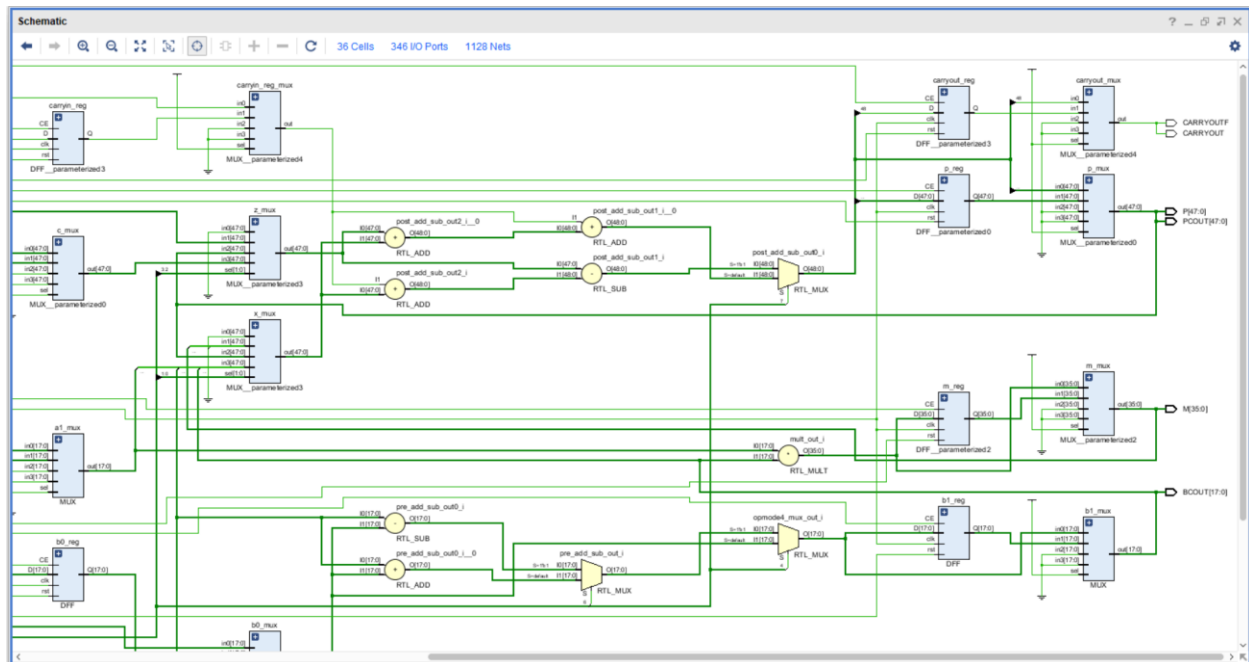 Schematic
36 Cells 346 I/O Ports 1128 Nets
carryin_reg
CE
D
clk
rst
Q
DFF__parameterized3
carryin_reg_mux
in0
in1
in2
in3
sel
out
MUX__parameterized4
carryout_reg
CE
D
clk
rst
Q
DFF__parameterized3
carryout_mux
in0
in1
in2
in3
sel
out
MUX__parameterized4
CARRYOUTF
CARRYOUT
p_reg
CE
D[47:0]
clk
rst
Q[47:0]
DFF__parameterized0
p_mux
in0[47:0]
in1[47:0]
in2[47:0]
in3[47:0]
sel
out[47:0]
MUX__parameterized0
P[47:0]
PCOUT[47:0]
c_mux
in0[47:0]
in1[47:0]
in2[47:0]
in3[47:0]
sel
out[47:0]
MUX__parameterized0
z_mux
in0[47:0]
in1[47:0]
in2[47:0]
in3[47:0]
sel[1:0]
out[47:0]
MUX__parameterized3
post_add_sub_out2_i__0
I0[47:0]
I1[47:0]
O[48:0]
RTL_ADD
post_add_sub_out1_i__0
I1
I0[48:0]
O[48:0]
RTL_ADD
post_add_sub_out2_i
I1
I0[47:0]
O[48:0]
RTL_ADD
post_add_sub_out1_i
I0[48:0]
I1[48:0]
O[48:0]
RTL_SUB
post_add_sub_out0_i
S=1'b1
I0[48:0]
S=default
I1[48:0]
O[48:0]
S
RTL_MUX
x_mux
in0[47:0]
in1[47:0]
in2[47:0]
in3[47:0]
sel[1:0]
out[47:0]
MUX__parameterized3
m_reg
CE
D[35:0]
clk
rst
Q[35:0]
DFF__parameterized2
m_mux
in0[35:0]
in1[35:0]
in2[35:0]
in3[35:0]
sel
out[35:0]
MUX__parameterized2
M[35:0]
a1_mux
in0[17:0]
in1[17:0]
in2[17:0]
in3[17:0]
sel
out[17:0]
MUX
mult_out_i
I0[17:0]
I1[17:0]
O[35:0]
RTL_MULT
BCOUT[17:0]
pre_add_sub_out0_i
I0[17:0]
I1[17:0]
O[17:0]
RTL_SUB
pre_add_sub_out0_i__0
I0[17:0]
I1[17:0]
O[17:0]
RTL_ADD
pre_add_sub_out_i
S=1'b1
I0[17:0]
S=default
I1[17:0]
O[17:0]
S
RTL_MUX
opmode4_mux_out_i
S=1'b1
I0[17:0]
S=default
I1[17:0]
O[17:0]
S
RTL_MUX
b1_reg
CE
D[17:0]
clk
rst
Q[17:0]
DFF
b1_mux
in0[17:0]
in1[17:0]
in2[17:0]
in3[17:0]
sel
out[17:0]
MUX
b0_reg
CE
D[17:0]
clk
rst
Q[17:0]
DFF
b0_mux
in0[17:0]